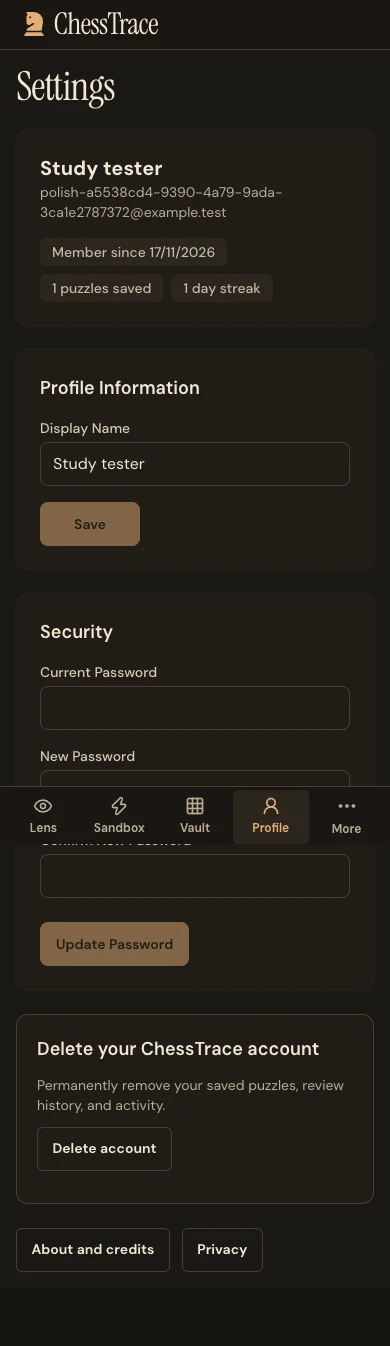 ChessTrace
Settings
Study tester
polish-a5538cd4-9390-4a79-9ada-
3ca1e2787372@example.test
Member since 17/11/2026
1 puzzles saved
1 day streak
Profile Information
Display Name
Study tester
Save
Security
Current Password
New Password
Lens
Sandbox
Vault
Profile
More
Confirm New Password
Update Password
Delete your ChessTrace account
Permanently remove your saved puzzles, review
history, and activity.
Delete account
About and credits
Privacy